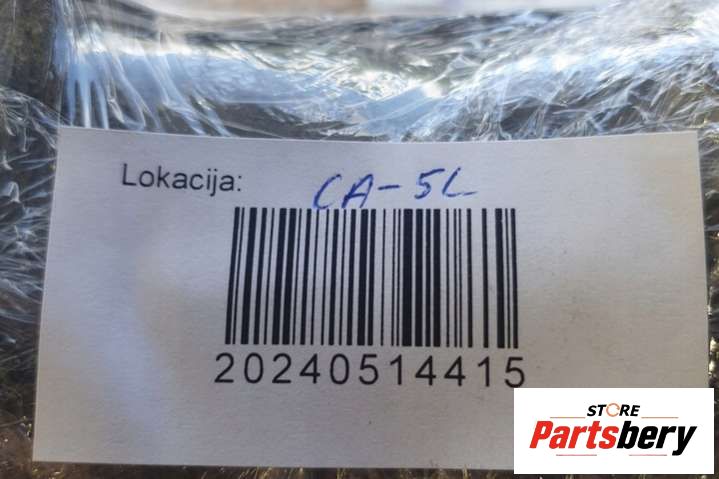 Lokacija: CA-5L
20240514415
STORE
Partsbery